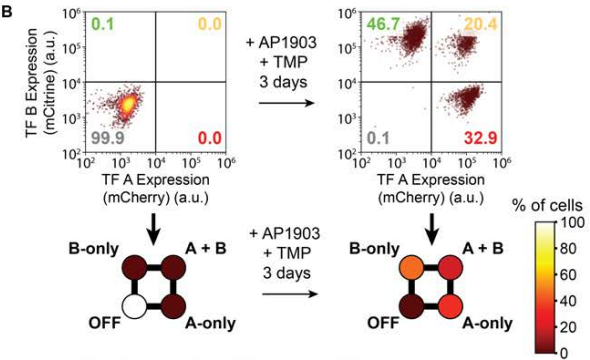 B
TF B Expression
(mCitrine) (a.u.)
10⁶
10⁵
10⁴
10³
10²
0.1
0.0
99.9
0.0
10² 10³ 10⁴ 10⁵ 10⁶
TF A Expression
(mCherry) (a.u.)
+ AP1903
+ TMP
3 days
10⁶
10⁵
10⁴
10³
10²
46.7
20.4
0.1
32.9
10² 10³ 10⁴ 10⁵ 10⁶
TF A Expression
(mCherry) (a.u.)
B-only
A + B
OFF
A-only
+ AP1903
+ TMP
3 days
B-only
A + B
OFF
A-only
% of cells
100
80
60
40
20
0